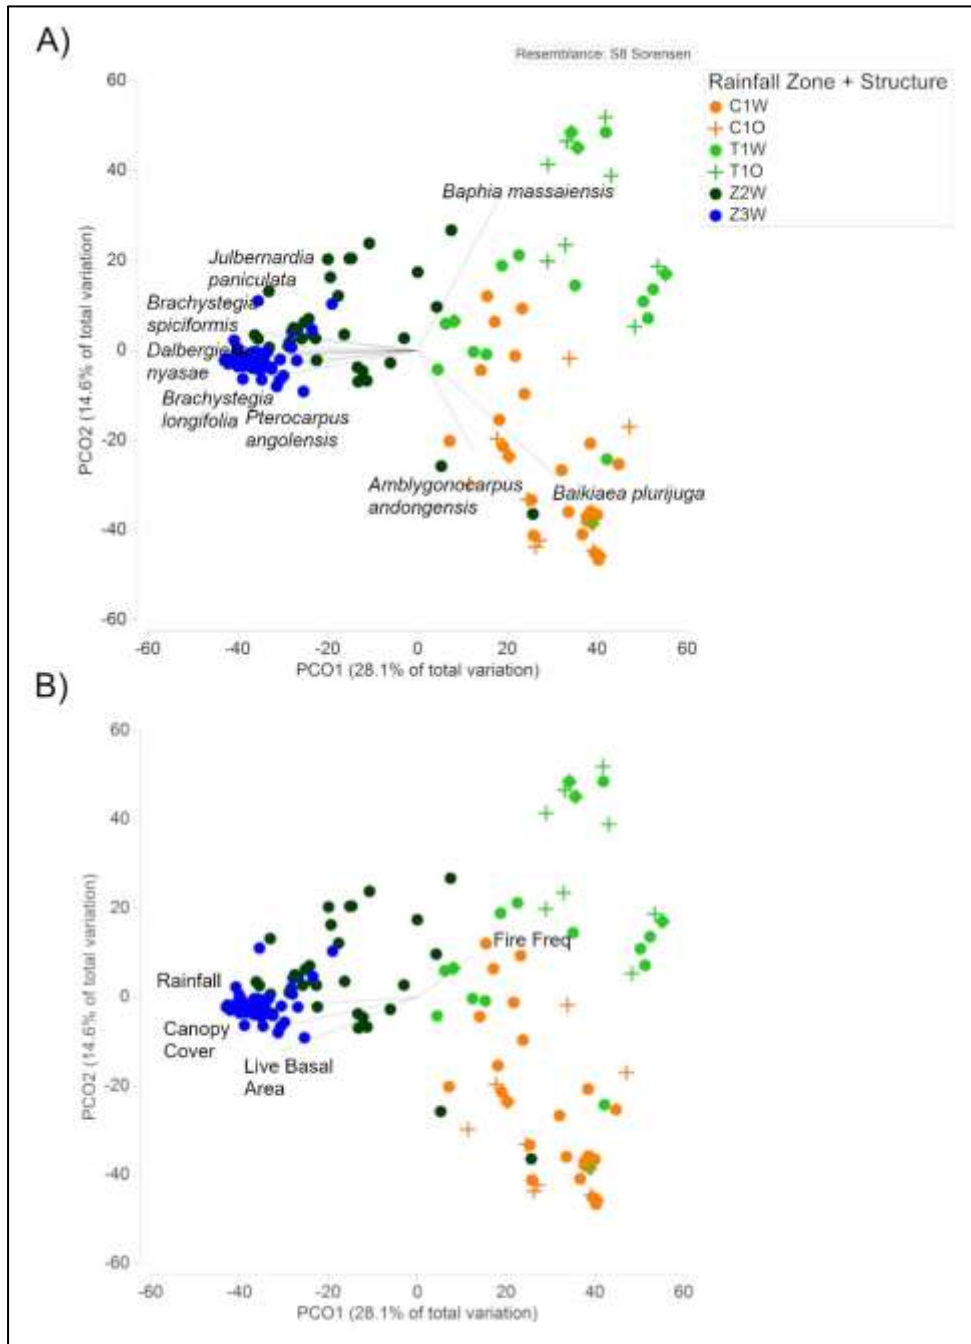 A)
Resemblance: S8 Sorensen
Rainfall Zone + Structure
C1W
C1O
T1W
T1O
Z2W
Z3W
60
40
20
0
-20
-40
-60
PCO2 (14.6% of total variation)
Baphia massaiensis
Julbernardia
paniculata
Brachystegia
spiciformis
nyasae
Brachystegia
longifolia
Pterocarpus
angolensis
Amblygonocarpus
andongensis
Baikiaea plurijuga
-60
-40
-20
0
20
40
60
PCO1 (28.1% of total variation)
B)
60
40
20
0
-20
-40
-60
PCO2 (14.6% of total variation)
Fire Freq
Rainfall
Canopy
Cover
Live Basal
Area
-60
-40
-20
0
20
40
60
PCO1 (28.1% of total variation)